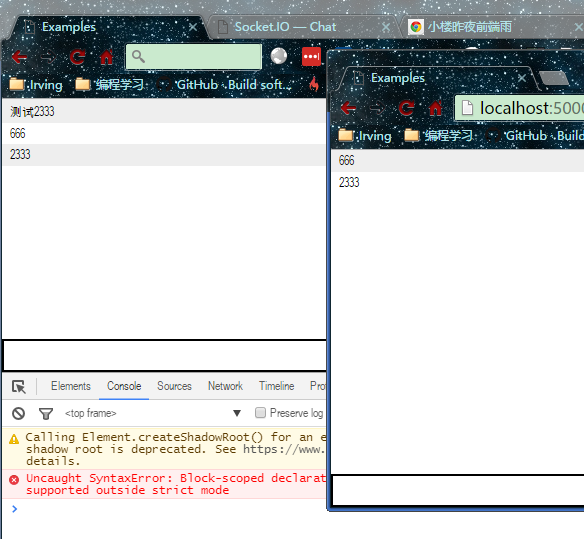 Examples
Socket.IO — Chat
小楼昨夜前端雨
Irving
编程学习
GitHub · Build soft...
测试2333
666
2333
Elements Console Sources Network Timeline
<top frame>
Preserve log
Calling Element.createShadowRoot() for an
shadow root is deprecated. See https://www.
details.
Uncaught SyntaxError: Block-scoped declarat
supported outside strict mode
Examples
localhost:5000
Irving
编程学习
GitHub · Build
666
2333